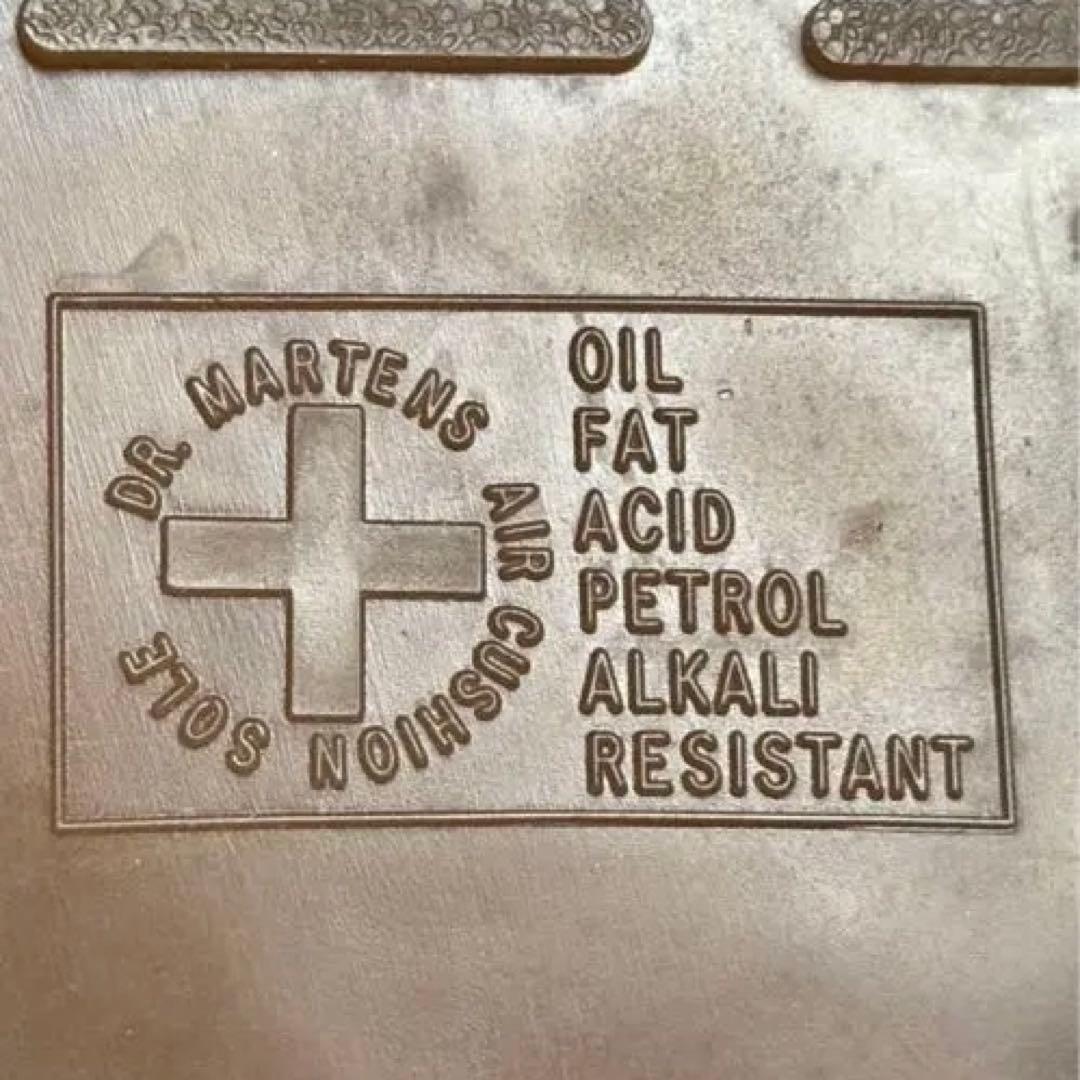 DR. MARTENS AIR CUSHION SOLE
OIL
FAT
ACID
PETROL
ALKALI
RESISTANT